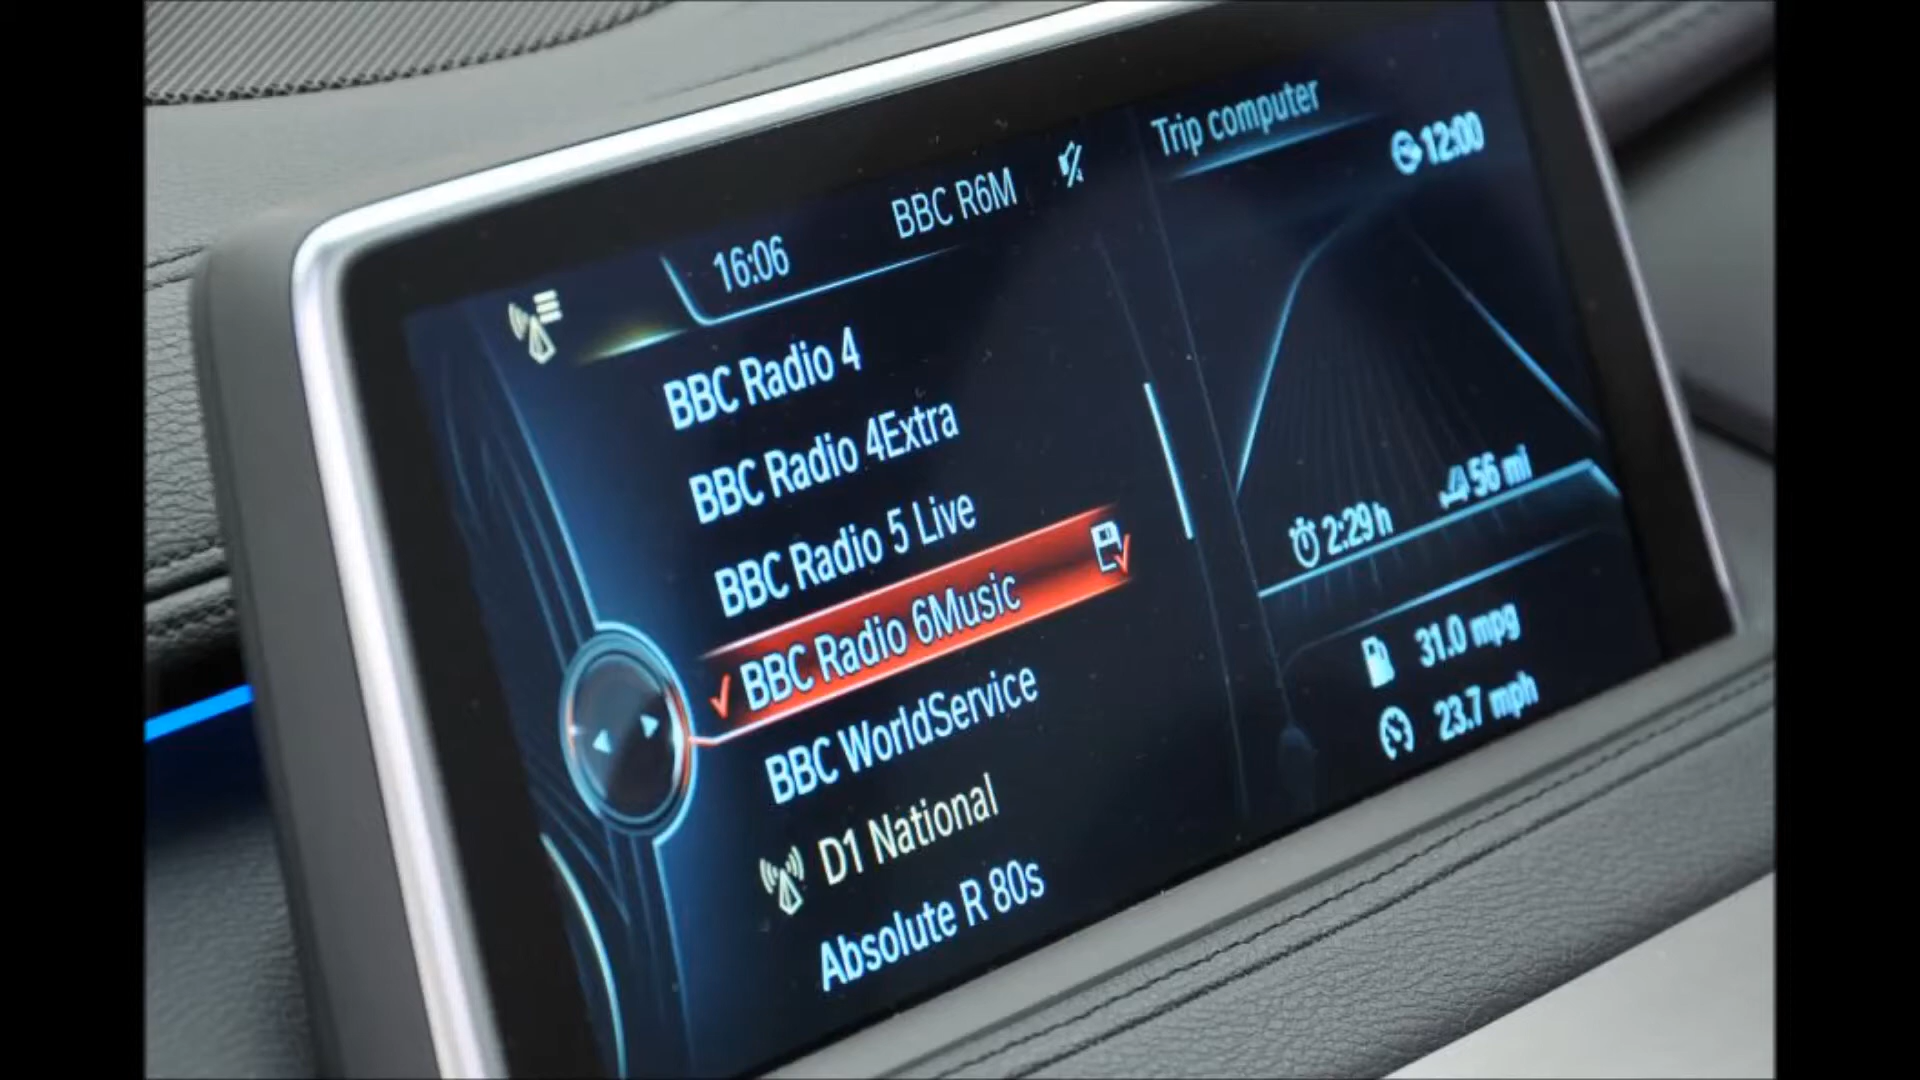 16:06
BBC R6M
BBC Radio 4
BBC Radio 4Extra
BBC Radio 5 Live
BBC Radio 6Music
BBC WorldService
D1 National
Absolute R 80s
Trip computer
12:00
2:29 h
56 mi
31.0 mpg
23.7 mph